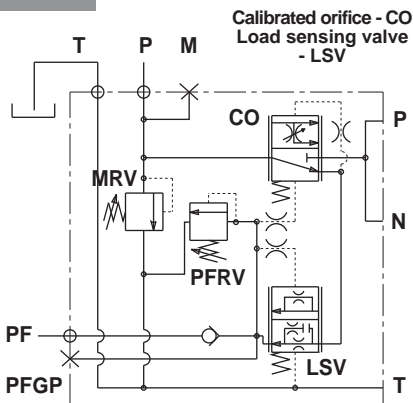 Calibrated orifice - CO
Load sensing valve
- LSV
T P M
CO
P
MRV
N
PFRV
PF
LSV
PFGP
T